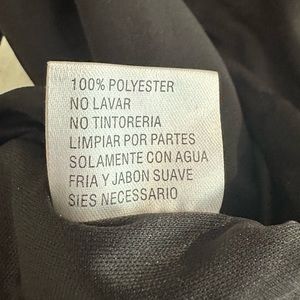 100% POLYESTER
NO LAVAR
NO TINTORERIA
LIMPIAR POR PARTES
SOLAMENTE CON AGUA
FRIA Y JABON SUAVE
SIES NECESSARIO